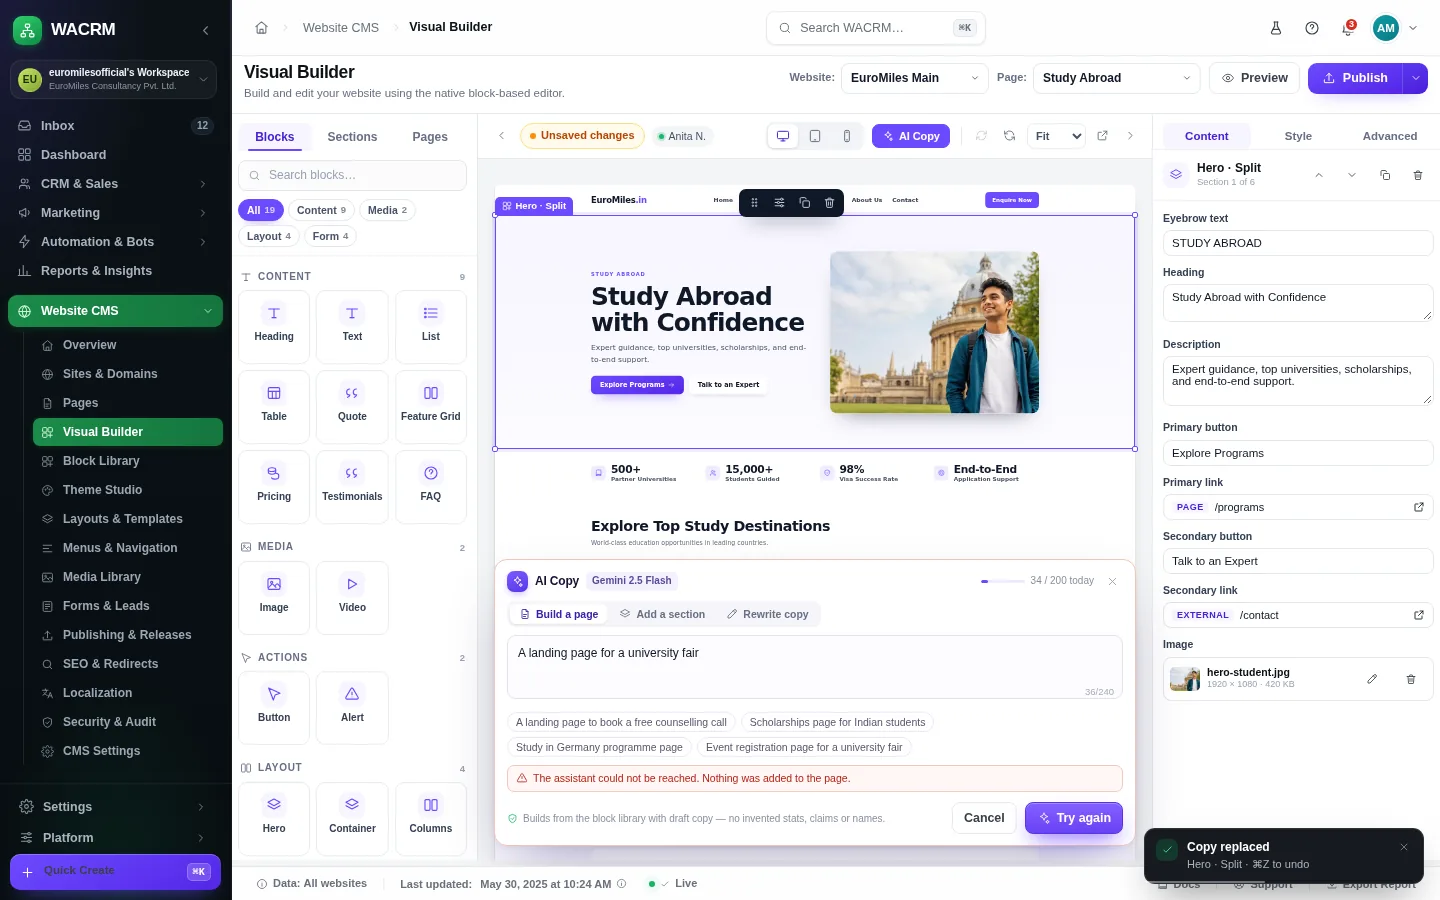 WACRM
Website CMS
Visual Builder
Search WACRM…
⌘K
3
AM
EU
euromilesofficial's Workspace
EuroMiles Consultancy Pvt. Ltd.
Visual Builder
Build and edit your website using the native block-based editor.
Website:
EuroMiles Main
Page:
Study Abroad
Preview
Publish
Inbox
12
Dashboard
CRM & Sales
Marketing
Automation & Bots
Reports & Insights
Website CMS
Overview
Sites & Domains
Pages
Visual Builder
Block Library
Theme Studio
Layouts & Templates
Menus & Navigation
Media Library
Forms & Leads
Publishing & Releases
SEO & Redirects
Localization
Security & Audit
CMS Settings
Settings
Platform
Quick Create
⌘K
Blocks
Sections
Pages
Search blocks…
All 19
Content 9
Media 2
Layout 4
Form 4
CONTENT
9
Heading
Text
List
Table
Quote
Feature Grid
Pricing
Testimonials
FAQ
MEDIA
2
Image
Video
ACTIONS
2
Button
Alert
LAYOUT
4
Hero
Container
Columns
Unsaved changes
Anita N.
AI Copy
Fit
Hero · Split
EuroMiles.in
Home
About Us
Contact
Enquire Now
STUDY ABROAD
Study Abroad
with Confidence
Expert guidance, top universities, scholarships, and end-
to-end support.
Explore Programs →
Talk to an Expert
500+
Partner Universities
15,000+
Students Guided
98%
Visa Success Rate
End-to-End
Application Support
Explore Top Study Destinations
World-class education opportunities in leading countries.
AI Copy
Gemini 2.5 Flash
34 / 200 today
Build a page
Add a section
Rewrite copy
A landing page for a university fair
36/240
A landing page to book a free counselling call
Scholarships page for Indian students
Study in Germany programme page
Event registration page for a university fair
The assistant could not be reached. Nothing was added to the page.
Builds from the block library with draft copy — no invented stats, claims or names.
Cancel
Try again
Content
Style
Advanced
Hero · Split
Section 1 of 6
Eyebrow text
STUDY ABROAD
Heading
Study Abroad with Confidence
Description
Expert guidance, top universities, scholarships,
and end-to-end support.
Primary button
Explore Programs
Primary link
PAGE /programs
Secondary button
Talk to an Expert
Secondary link
EXTERNAL /contact
Image
hero-student.jpg
1920 × 1080 · 420 KB
Copy replaced
Hero · Split · ⌘Z to undo
Data: All websites
Last updated: May 30, 2025 at 10:24 AM
Live
Docs
Support
Export Report